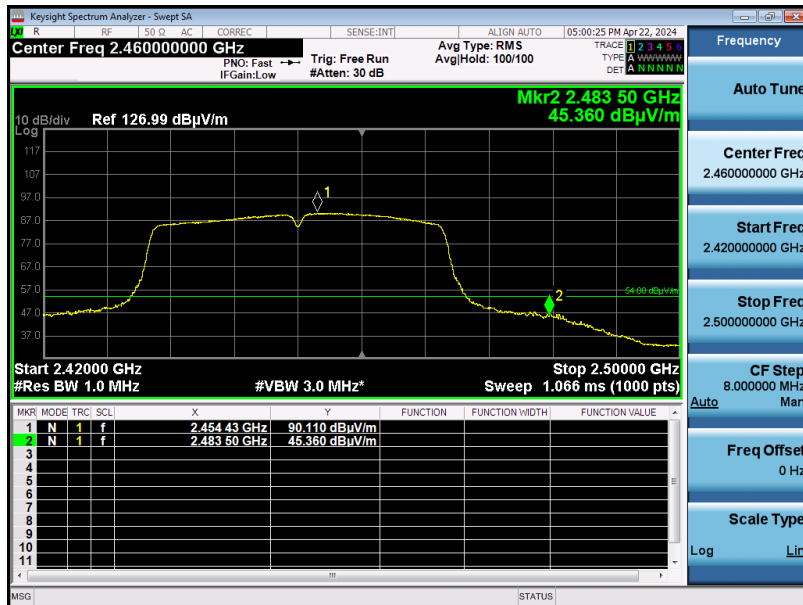 Keysight Spectrum Analyzer - Swept SA
LXI R RF 50 Ω AC CORREC SENSE:INT ALIGN AUTO 05:00:25 PM Apr 22, 2024
Center Freq 2.460000000 GHz
PNO: Fast
IFGain:Low
Trig: Free Run
#Atten: 30 dB
Avg Type: RMS
Avg|Hold: 100/100
TRACE 1 2 3 4 5 6
TYPE A WWWWW
DET A N N N N N
Mkr2 2.483 50 GHz
45.360 dBµV/m
10 dB/div Ref 126.99 dBµV/m
Log
117
107
97.0
87.0
77.0
67.0
57.0
47.0
37.0
1
2
54.00 dBµV/m
Start 2.42000 GHz Stop 2.50000 GHz
#Res BW 1.0 MHz #VBW 3.0 MHz* Sweep 1.066 ms (1000 pts)
MKR MODE TRC SCL X Y FUNCTION FUNCTION WIDTH FUNCTION VALUE
1 N 1 f 2.454 43 GHz 90.110 dBµV/m
2 N 1 f 2.483 50 GHz 45.360 dBµV/m
3
4
5
6
7
8
9
10
11
MSG STATUS
Frequency
Auto Tune
Center Freq
2.460000000 GHz
Start Freq
2.420000000 GHz
Stop Freq
2.500000000 GHz
CF Step
8.000000 MHz
Auto Man
Freq Offset
0 Hz
Scale Type
Log Lin